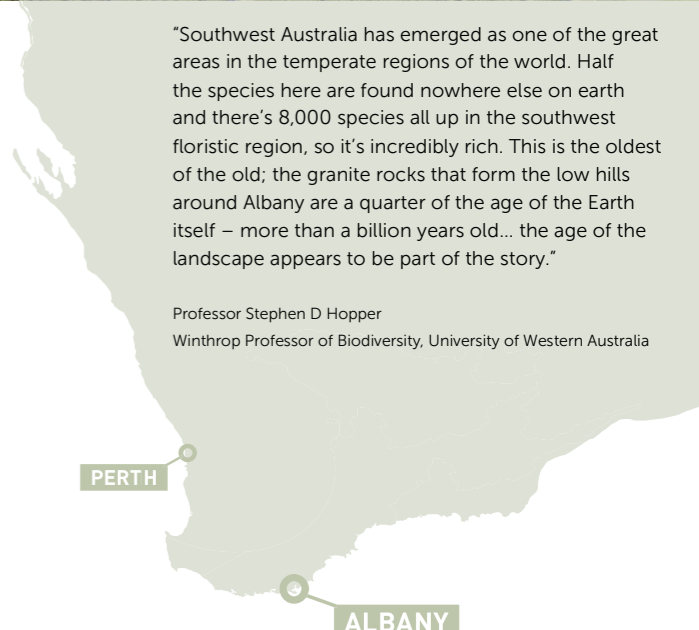 “Southwest Australia has emerged as one of the great
areas in the temperate regions of the world. Half
the species here are found nowhere else on earth
and there’s 8,000 species all up in the southwest
floristic region, so it’s incredibly rich. This is the oldest
of the old; the granite rocks that form the low hills
around Albany are a quarter of the age of the Earth
itself – more than a billion years old... the age of the
landscape appears to be part of the story.”
Professor Stephen D Hopper
Winthrop Professor of Biodiversity, University of Western Australia
PERTH
ALBANY